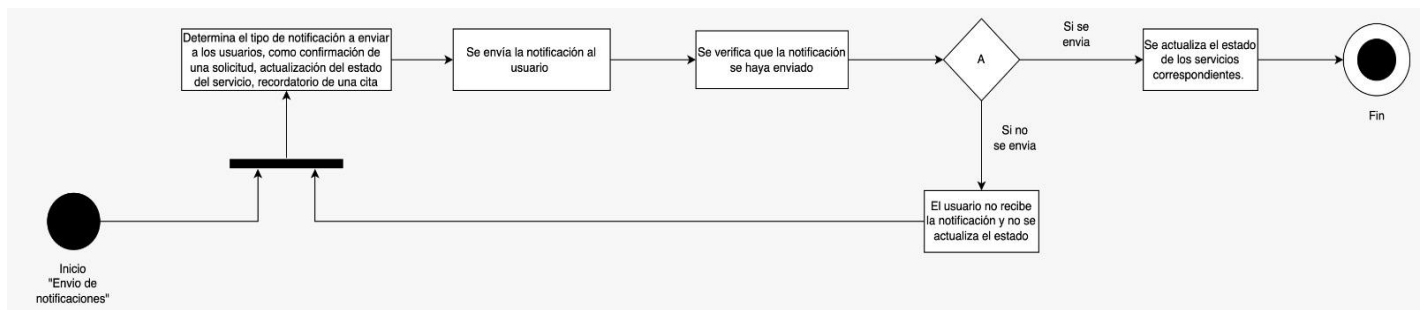 Determina el tipo de notificación a enviar
a los usuarios, como confirmación de
una solicitud, actualización del estado
del servicio, recordatorio de una cita
Se envía la notificación al
usuario
Se verifica que la notificación
se haya enviado
A
Si se
envia
Se actualiza el estado
de los servicios
correspondientes.
Fin
Si no
se envia
El usuario no recibe
la notificación y no se
actualiza el estado
Inicio
"Envio de
notificaciones"